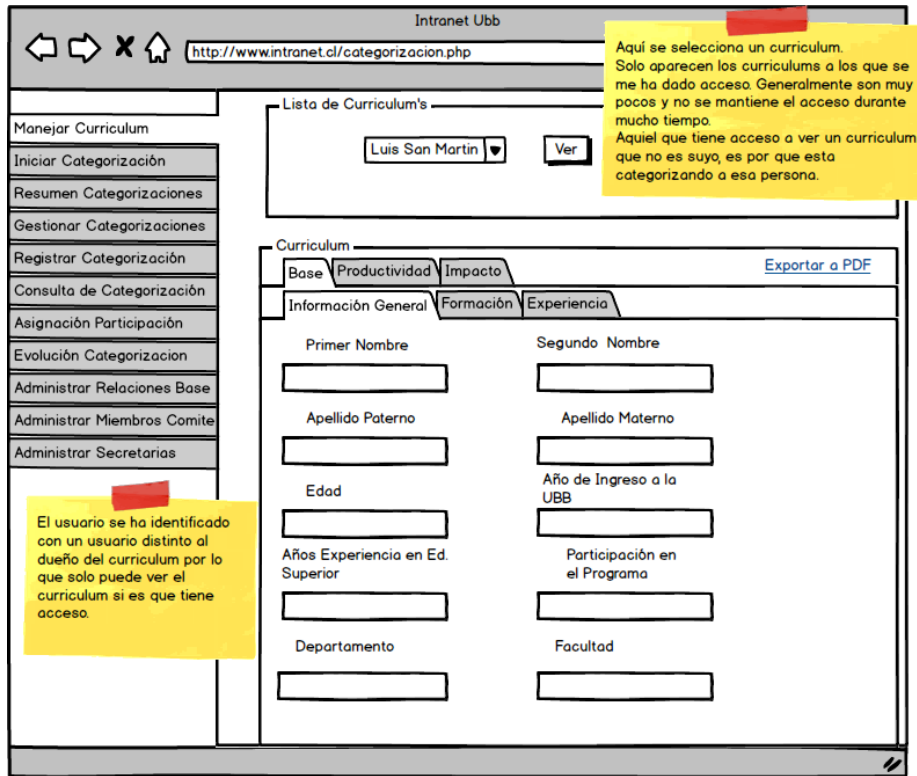 Intranet Ubb
http://www.intranet.cl/categorizacion.php
Aquí se selecciona un curriculum.
Solo aparecen los curriculums a los que se
me ha dado acceso. Generalmente son muy
pocos y no se mantiene el acceso durante
mucho tiempo.
Aquiel que tiene acceso a ver un curriculum
que no es suyo, es por que esta
categorizando a esa persona.
Manejar Curriculum
Iniciar Categorización
Resumen Categorizaciones
Gestionar Categorizaciones
Registrar Categorización
Consulta de Categorización
Asignación Participación
Evolución Categorizacion
Administrar Relaciones Base
Administrar Miembros Comite
Administrar Secretarias
El usuario se ha identificado
con un usuario distinto al
dueño del curriculum por lo
que solo puede ver el
curriculum si es que tiene
acceso.
Lista de Curriculum's
Luis San Martin
Ver
Curriculum
Base Productividad Impacto
Exportar a PDF
Información General Formación Experiencia
Primer Nombre
Segundo Nombre
Apellido Paterno
Apellido Materno
Edad
Año de Ingreso a la
UBB
Años Experiencia en Ed.
Superior
Participación en
el Programa
Departamento
Facultad